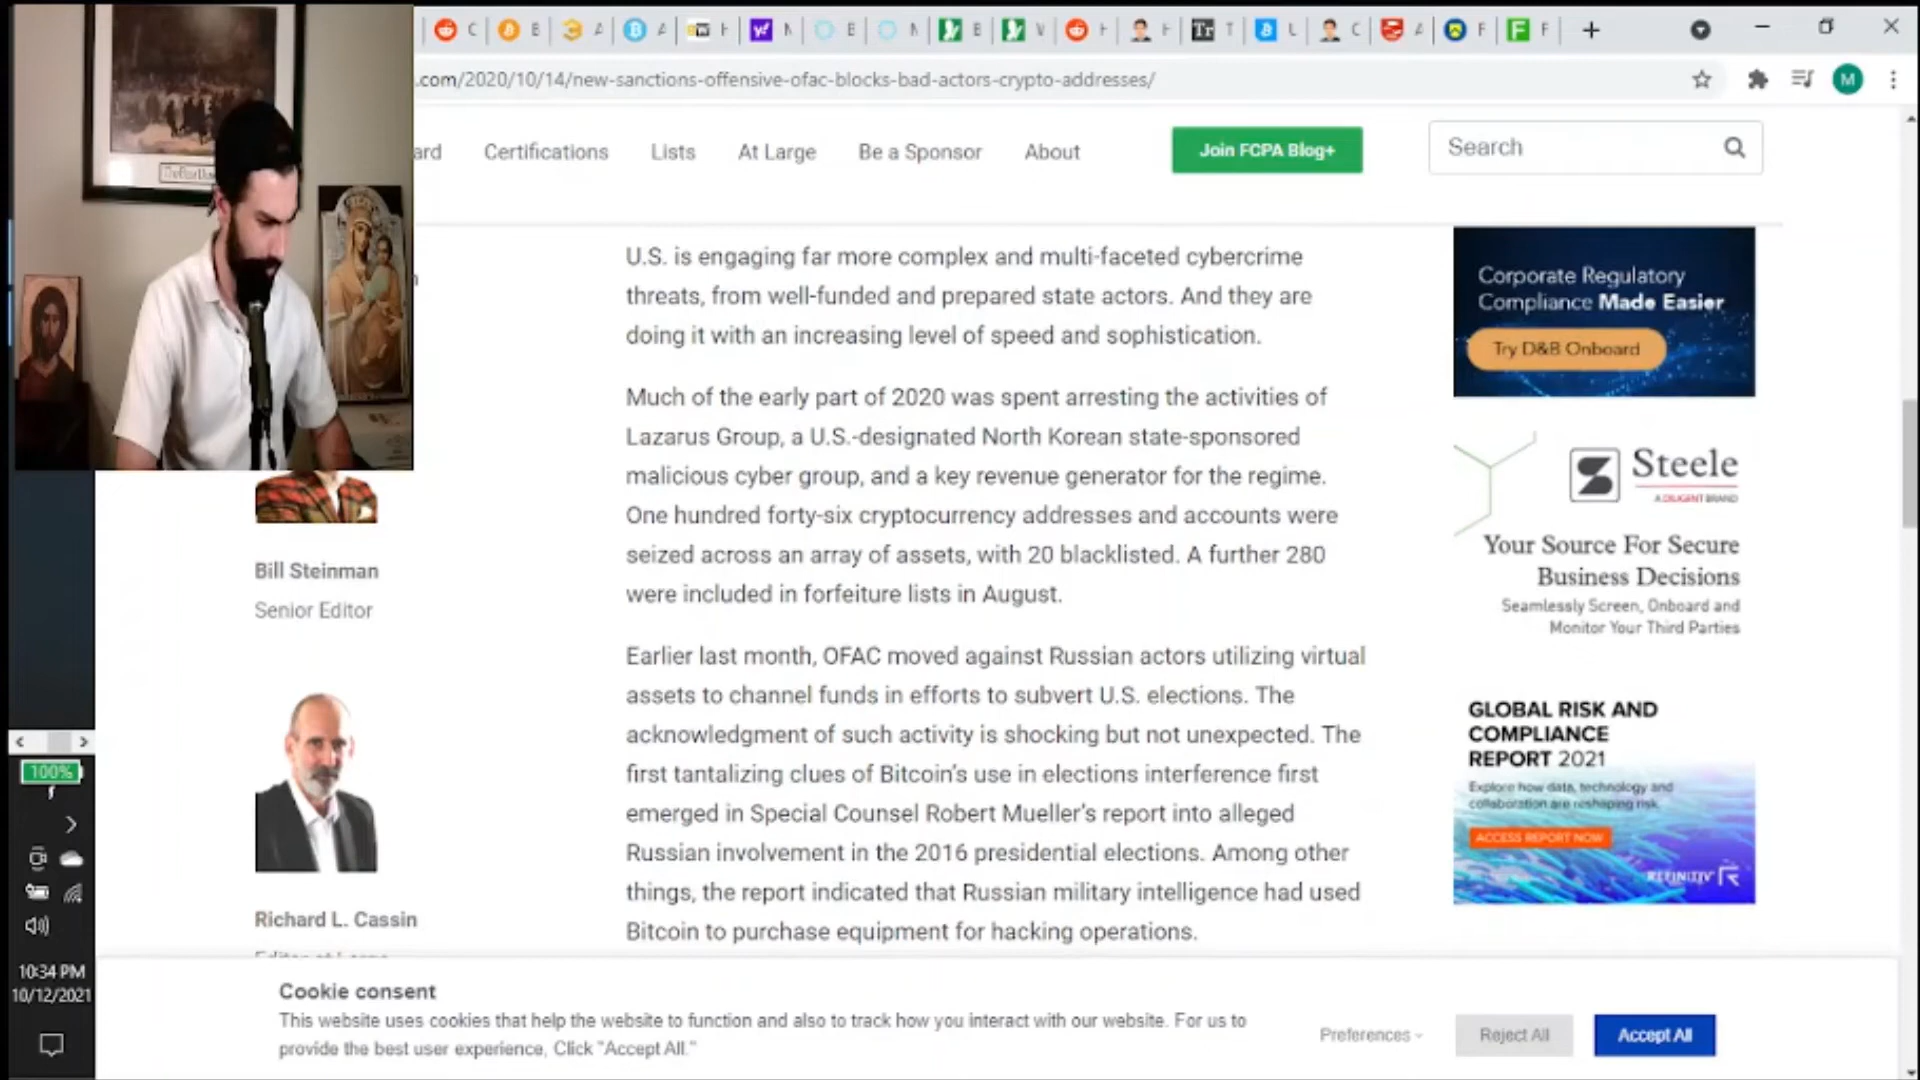 .com/2020/10/14/new-sanctions-offensive-ofac-blocks-bad-actors-crypto-addresses/
M
ard
Certifications
Lists
At Large
Be a Sponsor
About
Join FCPA Blog+
Search
U.S. is engaging far more complex and multi-faceted cybercrime
threats, from well-funded and prepared state actors. And they are
doing it with an increasing level of speed and sophistication.
Much of the early part of 2020 was spent arresting the activities of
Lazarus Group, a U.S.-designated North Korean state-sponsored
malicious cyber group, and a key revenue generator for the regime.
One hundred forty-six cryptocurrency addresses and accounts were
seized across an array of assets, with 20 blacklisted. A further 280
were included in forfeiture lists in August.
Earlier last month, OFAC moved against Russian actors utilizing virtual
assets to channel funds in efforts to subvert U.S. elections. The
acknowledgment of such activity is shocking but not unexpected. The
first tantalizing clues of Bitcoin's use in elections interference first
emerged in Special Counsel Robert Mueller's report into alleged
Russian involvement in the 2016 presidential elections. Among other
things, the report indicated that Russian military intelligence had used
Bitcoin to purchase equipment for hacking operations.
Bill Steinman
Senior Editor
Richard L. Cassin
Corporate Regulatory
Compliance Made Easier
Try D&B Onboard
Steele
A DILIGENT BRAND
Your Source For Secure
Business Decisions
Seamlessly Screen, Onboard and
Monitor Your Third Parties
GLOBAL RISK AND
COMPLIANCE
REPORT 2021
Explore how data, technology and
collaboration are reshaping risk.
ACCESS REPORT NOW
REFINITIV
100%
10:34 PM
10/12/2021
Cookie consent
This website uses cookies that help the website to function and also to track how you interact with our website. For us to
provide the best user experience, Click "Accept All."
Preferences
Reject All
Accept All